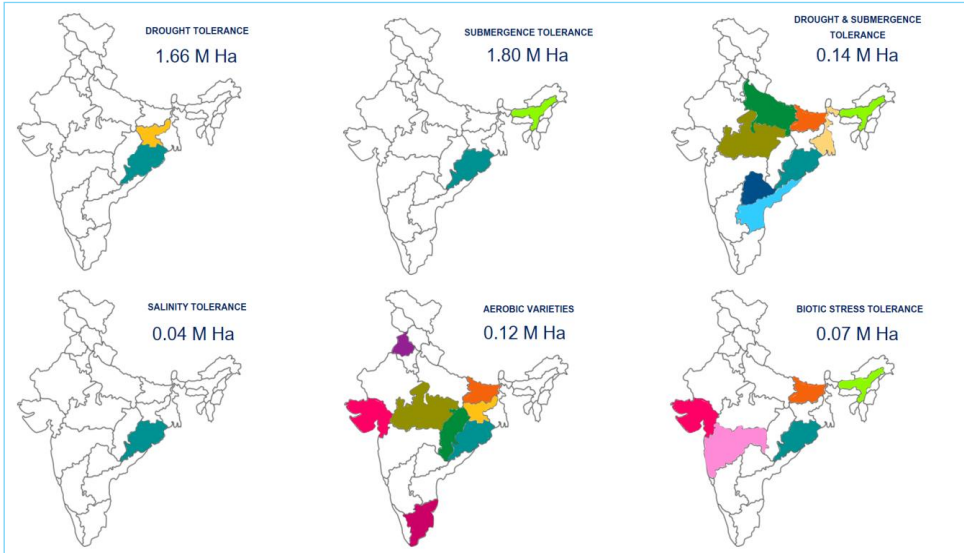 DROUGHT TOLERANCE
1.66 M Ha
SUBMERGENCE TOLERANCE
1.80 M Ha
DROUGHT & SUBMERGENCE
TOLERANCE
0.14 M Ha
SALINITY TOLERANCE
0.04 M Ha
AEROBIC VARIETIES
0.12 M Ha
BIOTIC STRESS TOLERANCE
0.07 M Ha